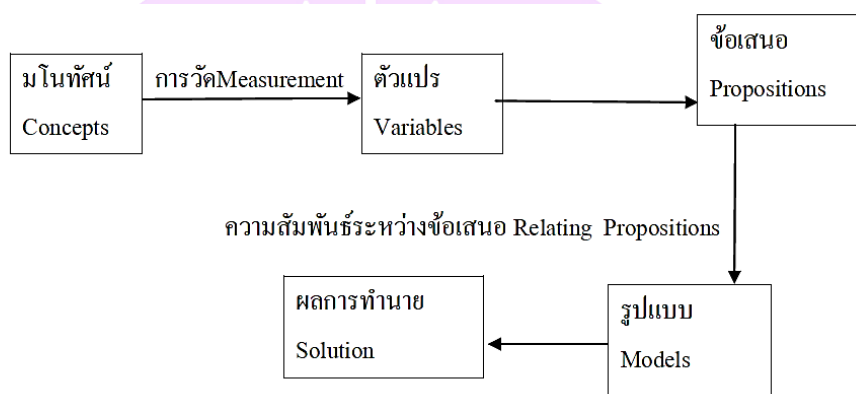 มโนทัศน์
Concepts
การวัดMeasurement
ตัวแปร
Variables
ข้อเสนอ
Propositions
ความสัมพันธ์ระหว่างข้อเสนอ Relating Propositions
รูปแบบ
Models
ผลการทำนาย
Solution